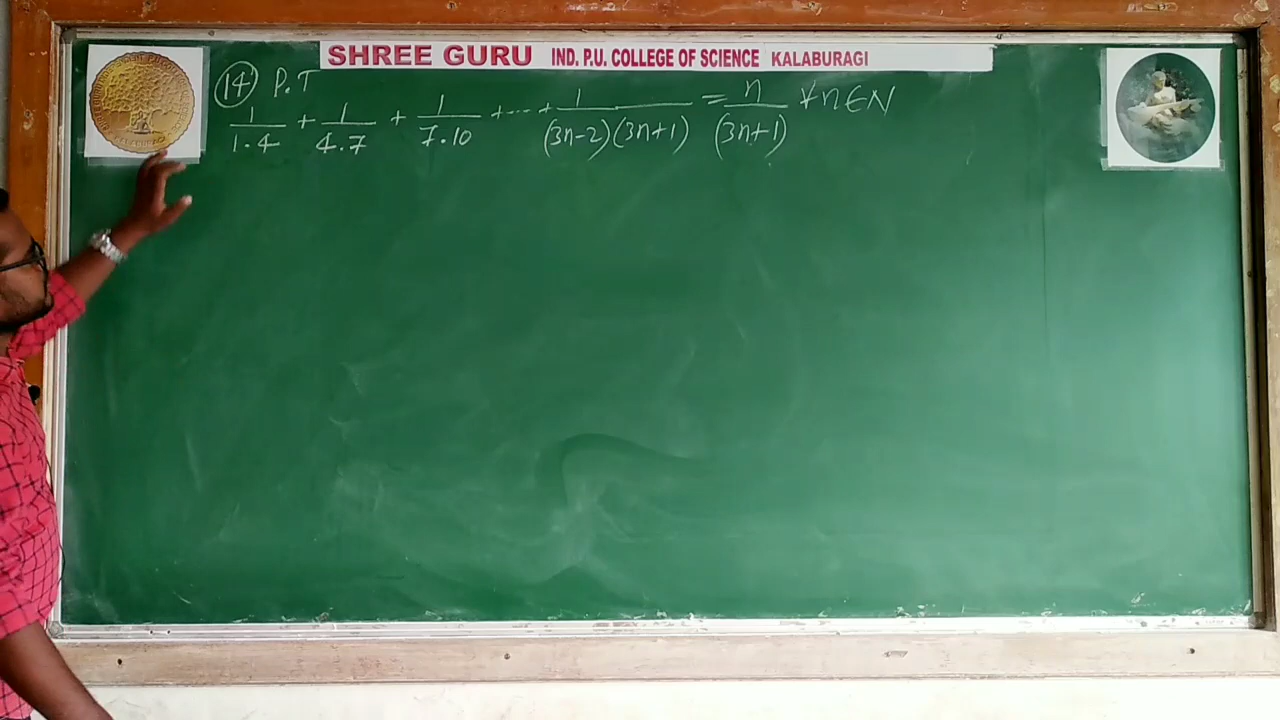 SHREE GURU IND. P.U. COLLEGE OF SCIENCE KALABURAGI
14 P.T
1/1·4 + 1/4·7 + 1/7·10 + ··· + 1/(3n-2)(3n+1) = n/(3n+1) ∀n∈N